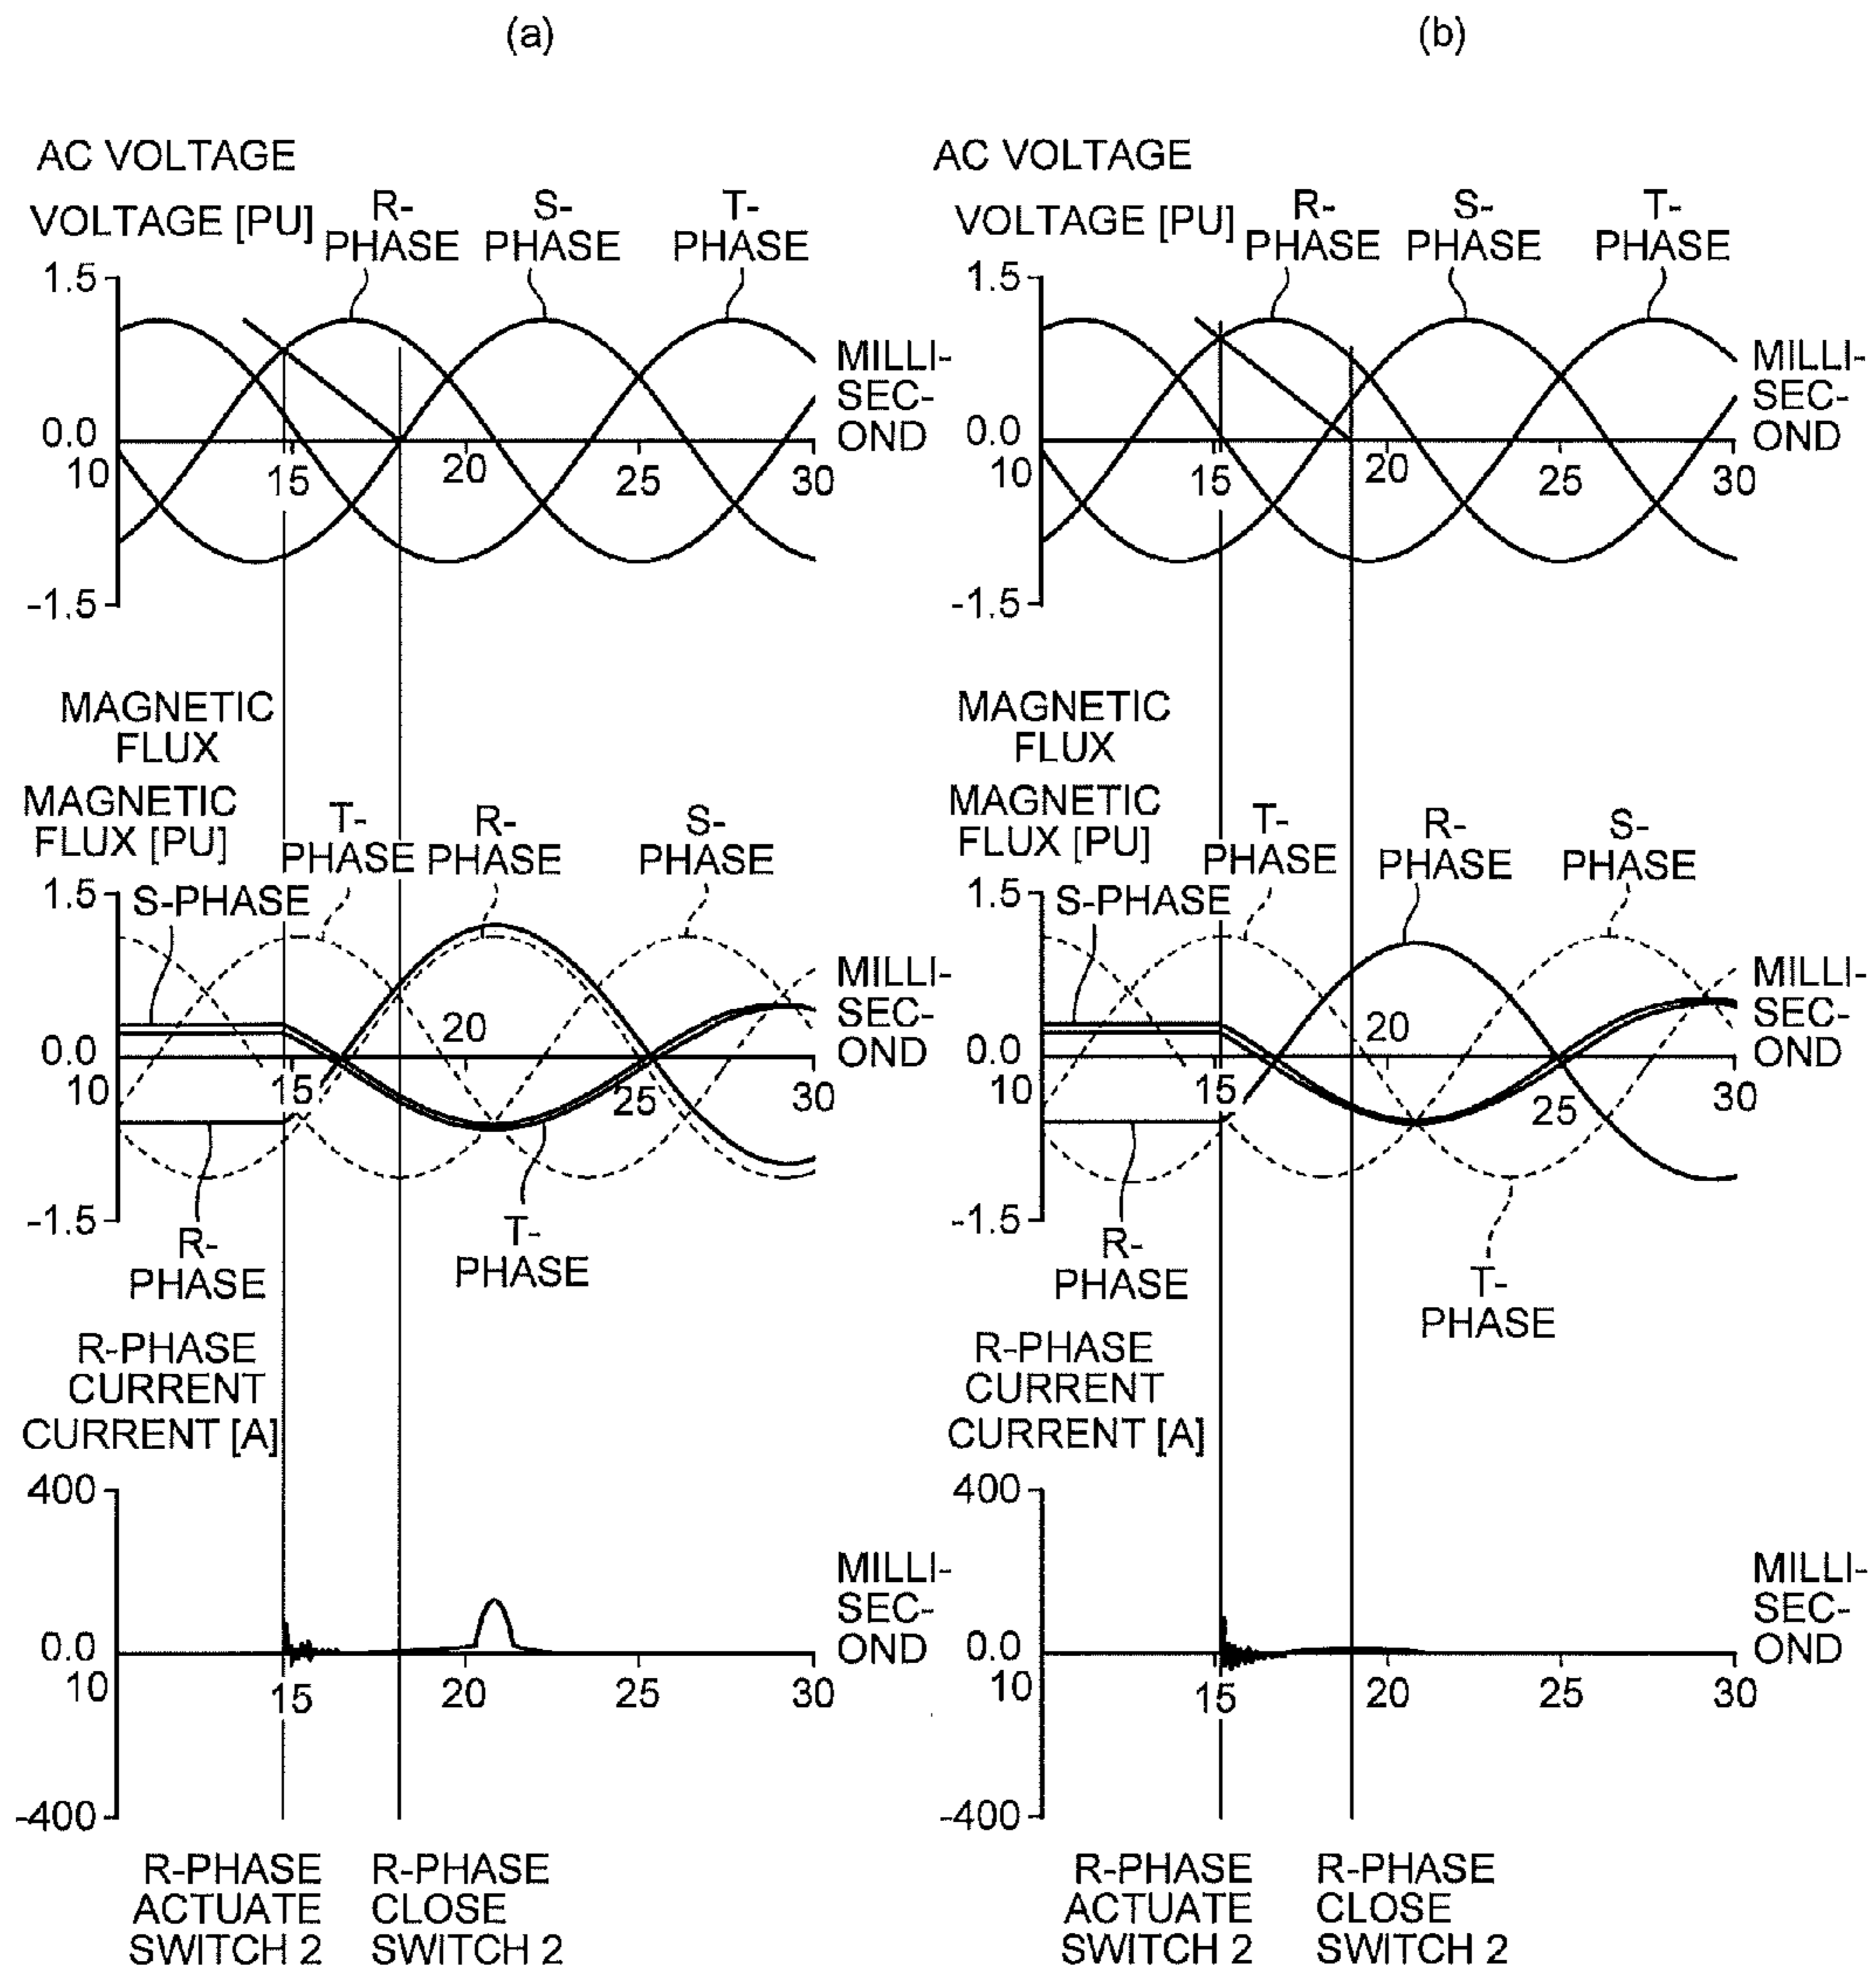 (a)
AC VOLTAGE
VOLTAGE [PU]
R-
PHASE
S-
PHASE
T-
PHASE
1.5
0.0
-1.5
10
15
20
25
30
MILLI-
SEC-
OND
MAGNETIC
FLUX
MAGNETIC
FLUX [PU]
T-
PHASE
R-
PHASE
S-
PHASE
1.5
S-PHASE
0.0
10
15
20
25
30
-1.5
MILLI-
SEC-
OND
R-
PHASE
T-
PHASE
R-PHASE
CURRENT
CURRENT [A]
400
0.0
10
15
20
25
30
-400
MILLI-
SEC-
OND
R-PHASE
ACTUATE
SWITCH 2
R-PHASE
CLOSE
SWITCH 2
(b)
AC VOLTAGE
VOLTAGE [PU]
R-
PHASE
S-
PHASE
T-
PHASE
1.5
0.0
-1.5
10
15
20
25
30
MILLI-
SEC-
OND
MAGNETIC
FLUX
MAGNETIC
FLUX [PU]
T-
PHASE
R-
PHASE
S-
PHASE
1.5
S-PHASE
0.0
10
15
20
25
30
-1.5
MILLI-
SEC-
OND
R-
PHASE
T-
PHASE
R-PHASE
CURRENT
CURRENT [A]
400
0.0
10
15
20
25
30
-400
MILLI-
SEC-
OND
R-PHASE
ACTUATE
SWITCH 2
R-PHASE
CLOSE
SWITCH 2